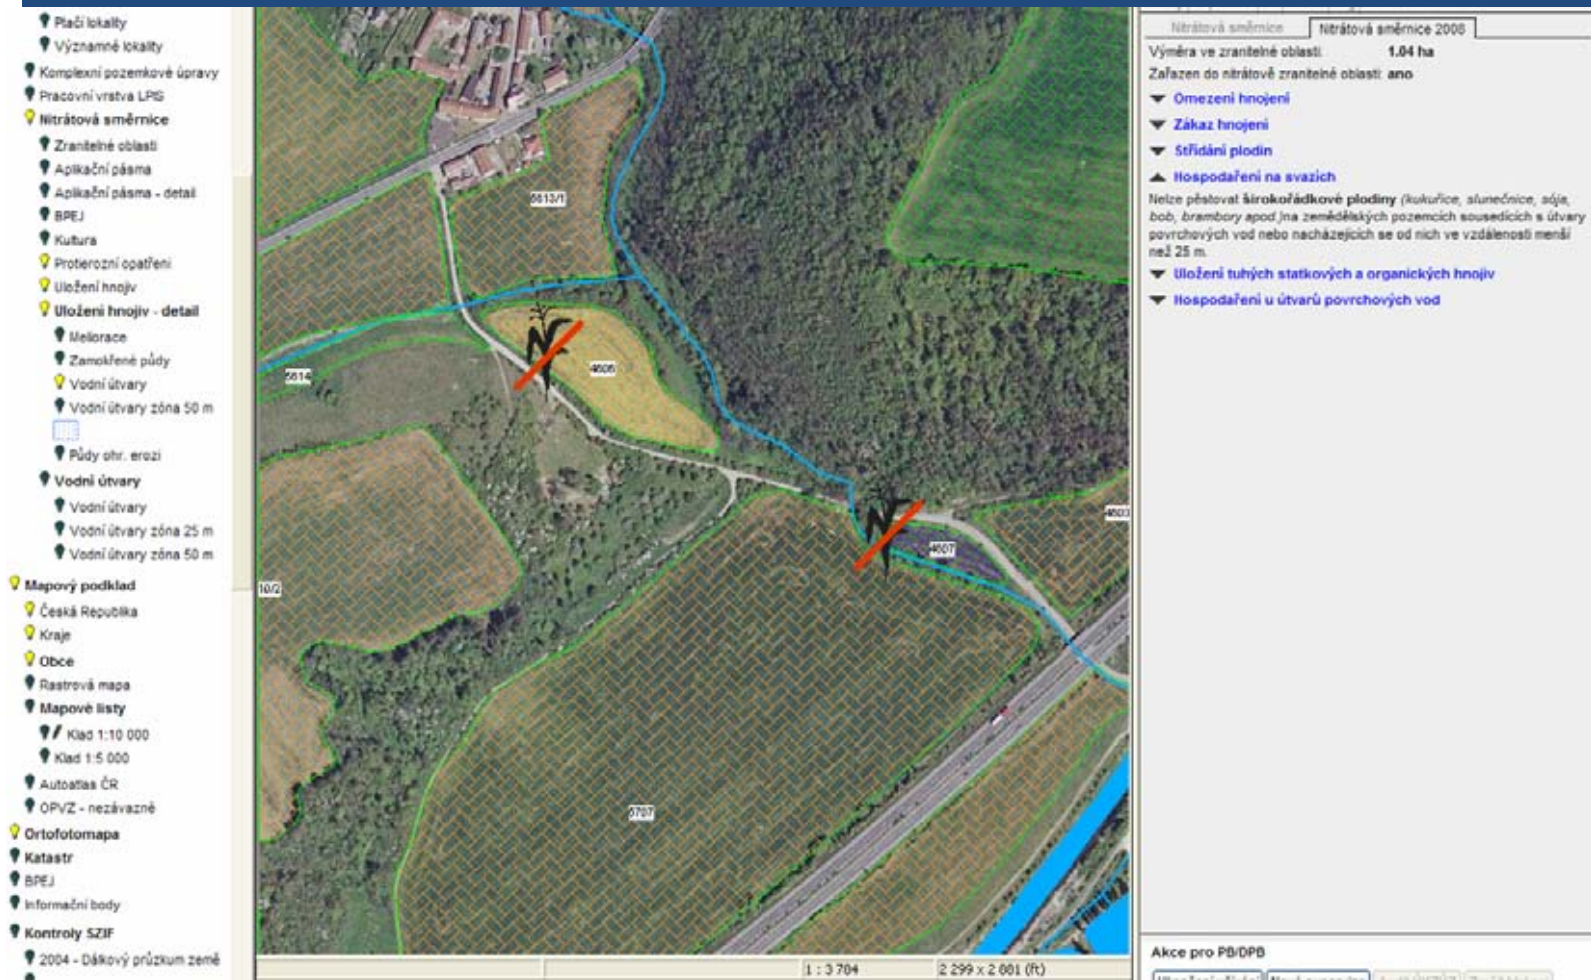 Ptačí lokality
Významné lokality
Komplexní pozemkové úpravy
Pracovní vrstva LPIS
Nitrátová směrnice
Zranitelné oblasti
Aplikační pásma
Aplikační pásma - detail
BPEJ
Kultura
Protierozní opatření
Uložení hnojiv
Uložení hnojiv - detail
Meliorace
Zamokřené půdy
Vodní útvary
Vodní útvary zóna 50 m
Půdy ohr. erozí
Vodní útvary
Vodní útvary
Vodní útvary zóna 25 m
Vodní útvary zóna 50 m
Mapový podklad
Česká Republika
Kraje
Obce
Rastrová mapa
Mapové listy
Klad 1:10 000
Klad 1:5 000
Autoatlas ČR
OPVZ - nezávazně
Ortofotomapa
Katastr
BPEJ
Informační body
Kontroly SZIF
2004 - Dálkový průzkum země
5613/1
4606
5614
10/2
4603
4607
5707
1 : 3 704
2 299 x 2 001 (ft)
Nitrátová směrnice
Nitrátová směrnice 2008
Výměra ve zranitelné oblasti: 1.04 ha
Zařazen do nitrátově zranitelné oblasti: ano
Omezení hnojení
Zákaz hnojení
Střídání plodin
Hospodaření na svazích
Nelze pěstovat širokořádkové plodiny (kukuřice, slunečnice, sója,
bob, brambory apod.)na zemědělských pozemcích sousedících s útvary
povrchových vod nebo nacházejících se od nich ve vzdálenosti menší
než 25 m.
Uložení tuhých statkových a organických hnojiv
Hospodaření u útvarů povrchových vod
Akce pro PB/DPB